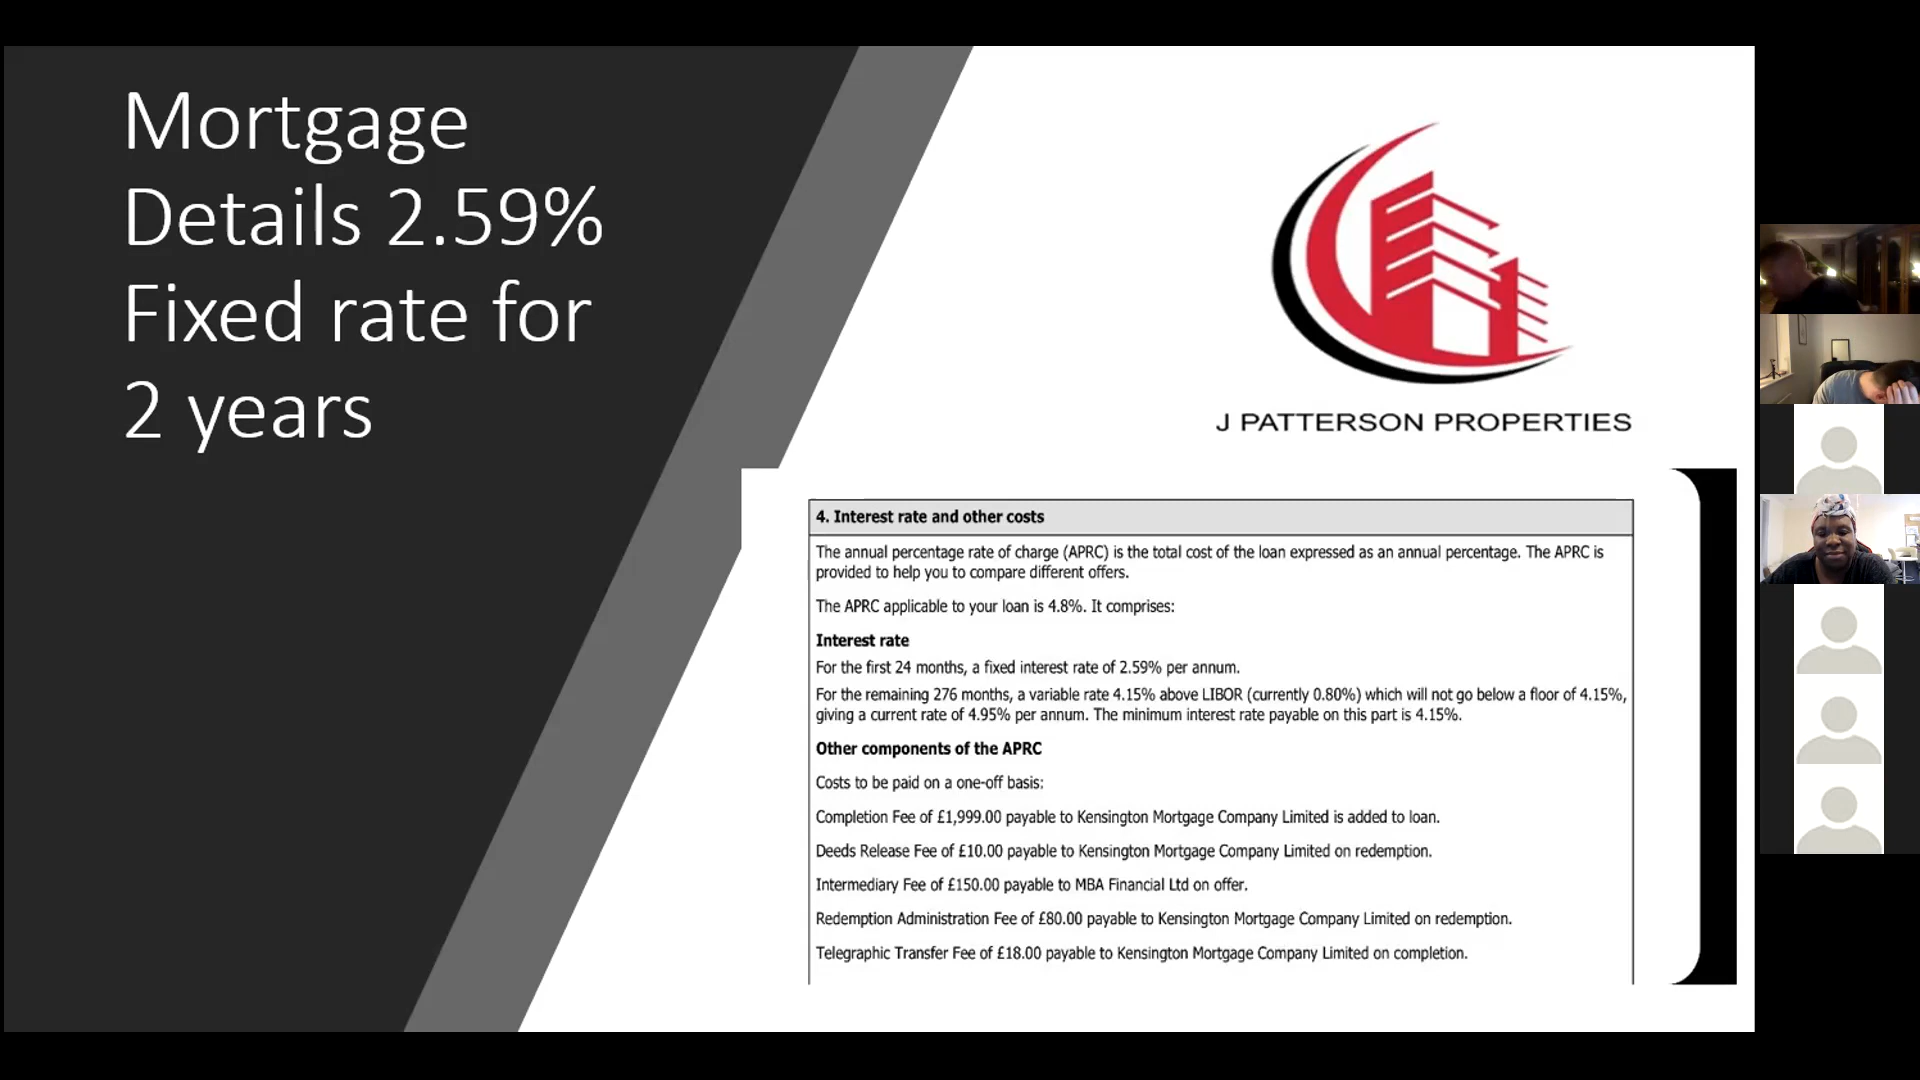 Mortgage
Details 2.59%
Fixed rate for
2 years
J PATTERSON PROPERTIES
4. Interest rate and other costs
The annual percentage rate of charge (APRC) is the total cost of the loan expressed as an annual percentage. The APRC is
provided to help you to compare different offers.
The APRC applicable to your loan is 4.8%. It comprises:
Interest rate
For the first 24 months, a fixed interest rate of 2.59% per annum.
For the remaining 276 months, a variable rate 4.15% above LIBOR (currently 0.80%) which will not go below a floor of 4.15%,
giving a current rate of 4.95% per annum. The minimum interest rate payable on this part is 4.15%.
Other components of the APRC
Costs to be paid on a one-off basis:
Completion Fee of £1,999.00 payable to Kensington Mortgage Company Limited is added to loan.
Deeds Release Fee of £10.00 payable to Kensington Mortgage Company Limited on redemption.
Intermediary Fee of £150.00 payable to MBA Financial Ltd on offer.
Redemption Administration Fee of £80.00 payable to Kensington Mortgage Company Limited on redemption.
Telegraphic Transfer Fee of £18.00 payable to Kensington Mortgage Company Limited on completion.